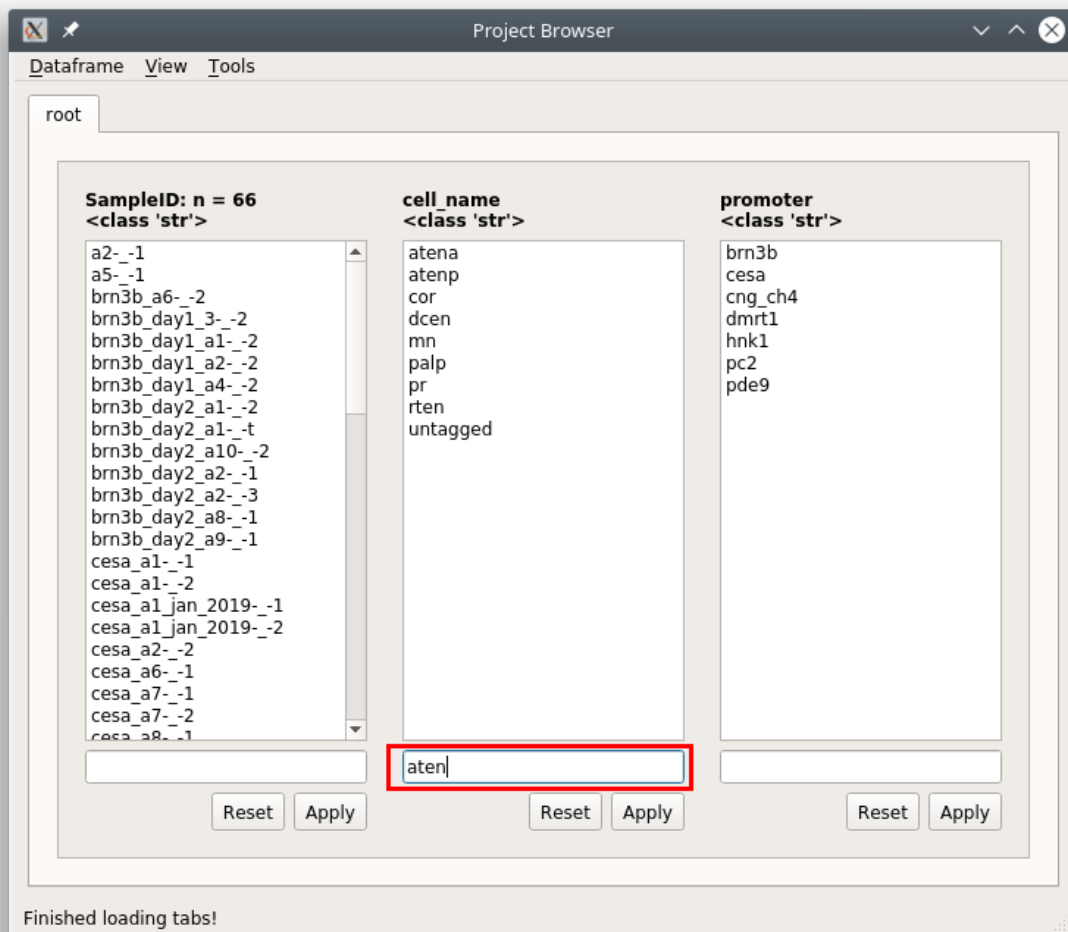 Project Browser
Dataframe View Tools
root
SampleID: n = 66
<class 'str'>
a2-_-1
a5-_-1
brn3b_a6-_-2
brn3b_day1_3-_-2
brn3b_day1_a1-_-2
brn3b_day1_a2-_-2
brn3b_day1_a4-_-2
brn3b_day2_a1-_-2
brn3b_day2_a1-_-t
brn3b_day2_a10-_-2
brn3b_day2_a2-_-1
brn3b_day2_a2-_-3
brn3b_day2_a8-_-1
brn3b_day2_a9-_-1
cesa_a1-_-1
cesa_a1-_-2
cesa_a1_jan_2019-_-1
cesa_a1_jan_2019-_-2
cesa_a2-_-2
cesa_a6-_-1
cesa_a7-_-1
cesa_a7-_-2
cesa_a8-_-1
Reset Apply
cell_name
<class 'str'>
atena
atenp
cor
dcen
mn
palp
pr
rten
untagged
aten
Reset Apply
promoter
<class 'str'>
brn3b
cesa
cng_ch4
dmrt1
hnk1
pc2
pde9
Reset Apply
Finished loading tabs!